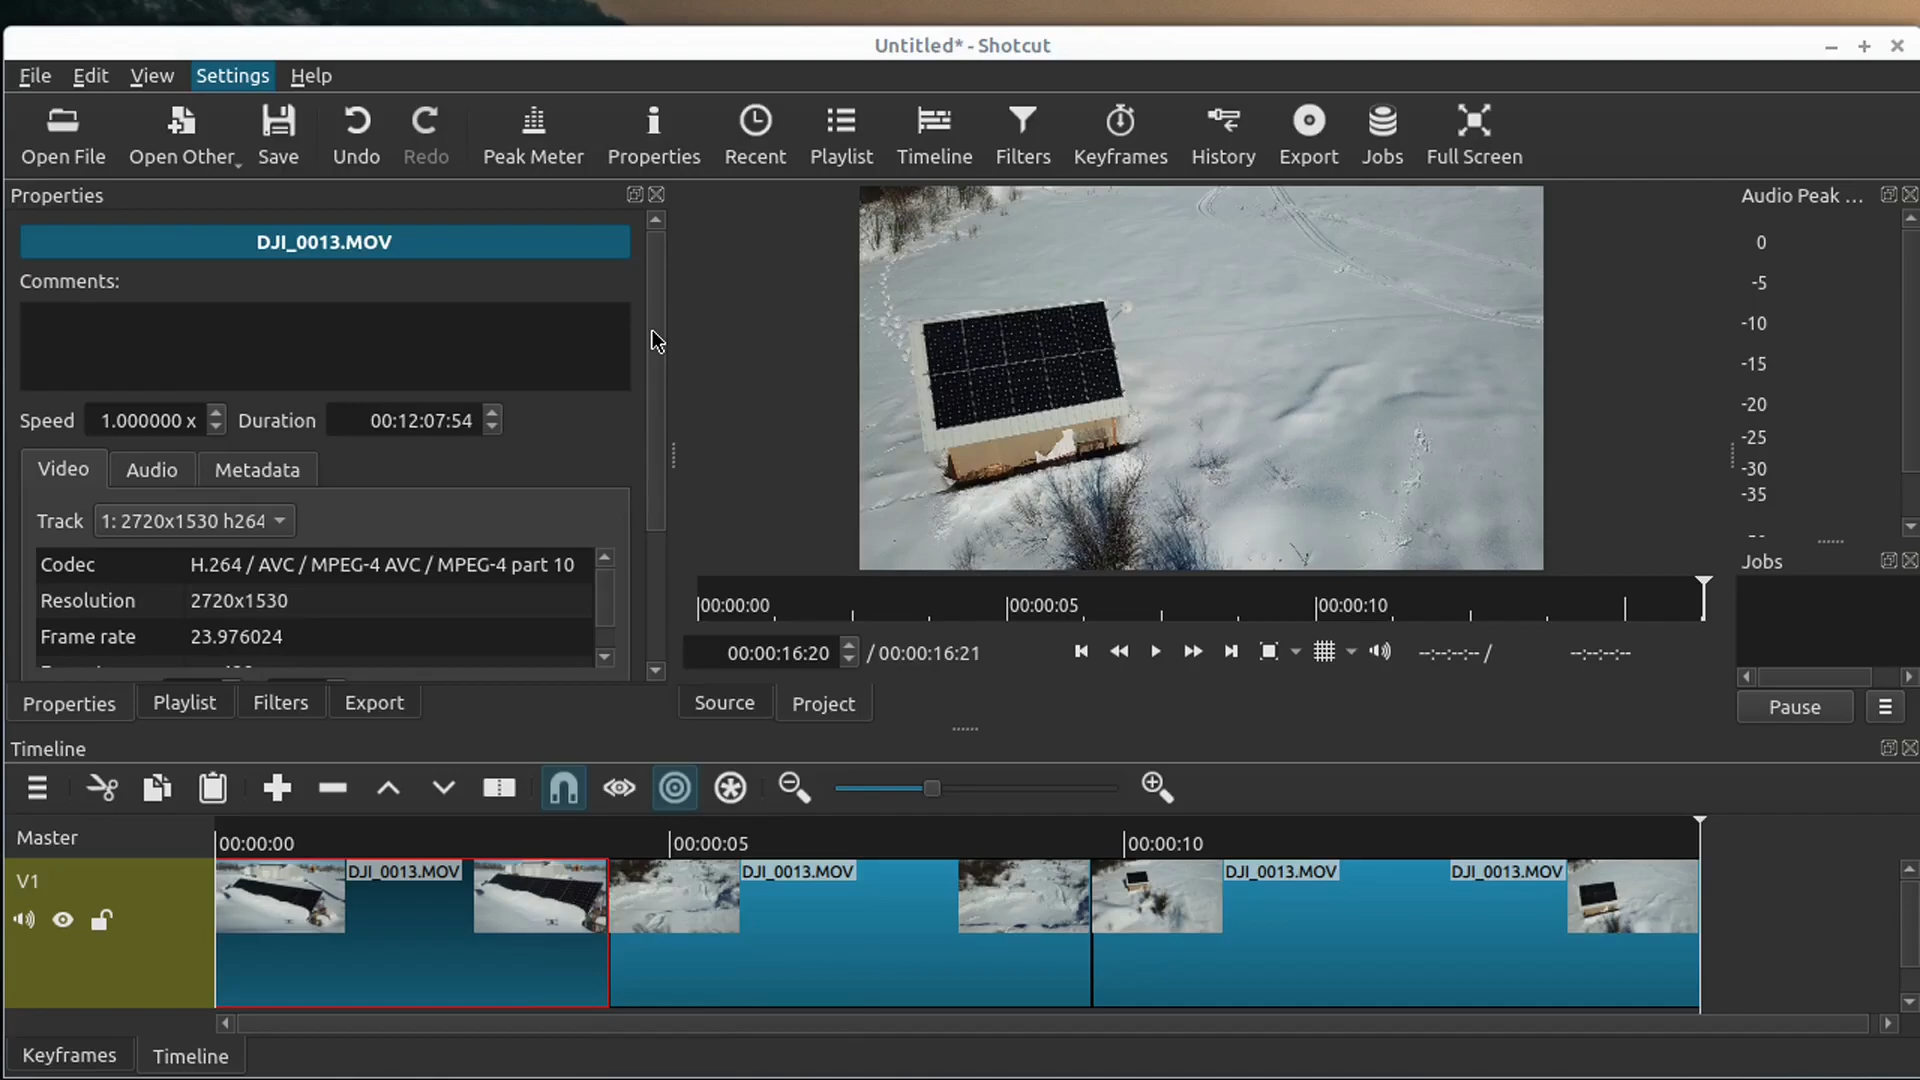 Untitled* - Shotcut
File Edit View Settings Help
Open File Open Other Save Undo Redo Peak Meter Properties Recent Playlist Timeline Filters Keyframes History Export Jobs Full Screen
Properties
DJI_0013.MOV
Comments:
Speed 1.000000 x Duration 00:12:07:54
Video Audio Metadata
Track 1: 2720x1530 h264
Codec H.264 / AVC / MPEG-4 AVC / MPEG-4 part 10
Resolution 2720x1530
Frame rate 23.976024
Properties Playlist Filters Export
|00:00:00 |00:00:05 |00:00:10
00:00:16:20 / 00:00:16:21 --:--:--:-- / --:--:--:--
Source Project
Audio Peak ...
0
-5
-10
-15
-20
-25
-30
-35
Jobs
Pause
Timeline
Master
00:00:00 00:00:05 00:00:10
V1
DJI_0013.MOV DJI_0013.MOV DJI_0013.MOV DJI_0013.MOV
Keyframes Timeline